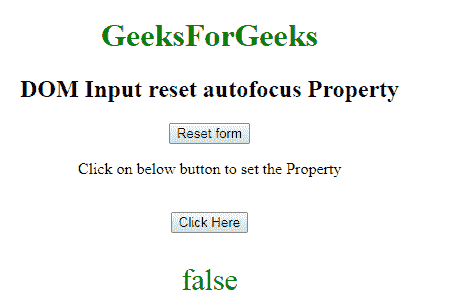 GeeksForGeeks
DOM Input reset autofocus Property
Reset form
Click on below button to set the Property
Click Here
false